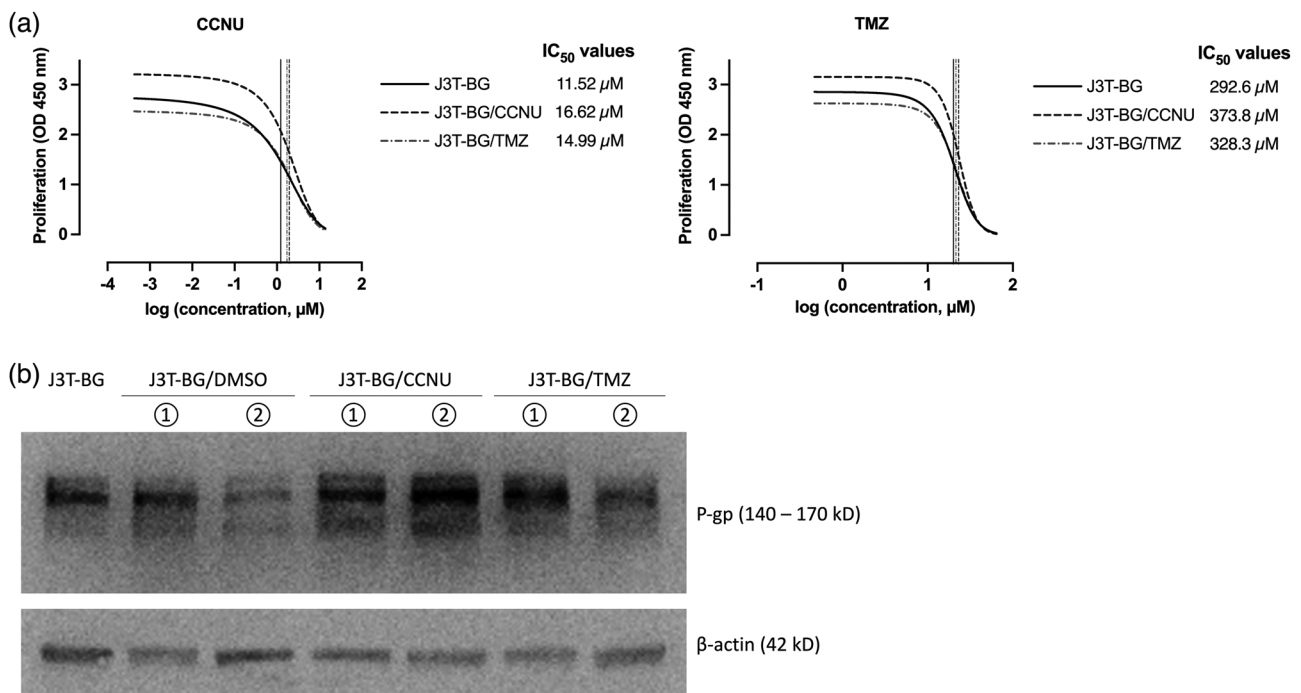 (a)
CCNU
Proliferation (OD 450 nm)
3
2
1
0
-4 -3 -2 -1 0 1 2
log (concentration, µM)
IC50 values
J3T-BG 11.52 µM
J3T-BG/CCNU 16.62 µM
J3T-BG/TMZ 14.99 µM
TMZ
Proliferation (OD 450 nm)
3
2
1
0
-1 0 1 2
log (concentration, µM)
IC50 values
J3T-BG 292.6 µM
J3T-BG/CCNU 373.8 µM
J3T-BG/TMZ 328.3 µM
(b)
J3T-BG J3T-BG/DMSO J3T-BG/CCNU J3T-BG/TMZ
① ② ① ② ① ②
P-gp (140 – 170 kD)
β-actin (42 kD)